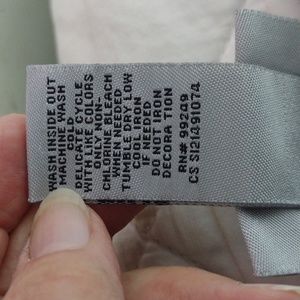 WASH INSIDE OUT
MACHINE WASH
COLD
DELICATE CYCLE
WITH LIKE COLORS
ONLY NON-
CHLORINE BLEACH
WHEN NEEDED
TUMBLE DRY LOW
COOL IRON
IF NEEDED
DO NOT IRON
DECORATION
RN# 99249
CS S121491074